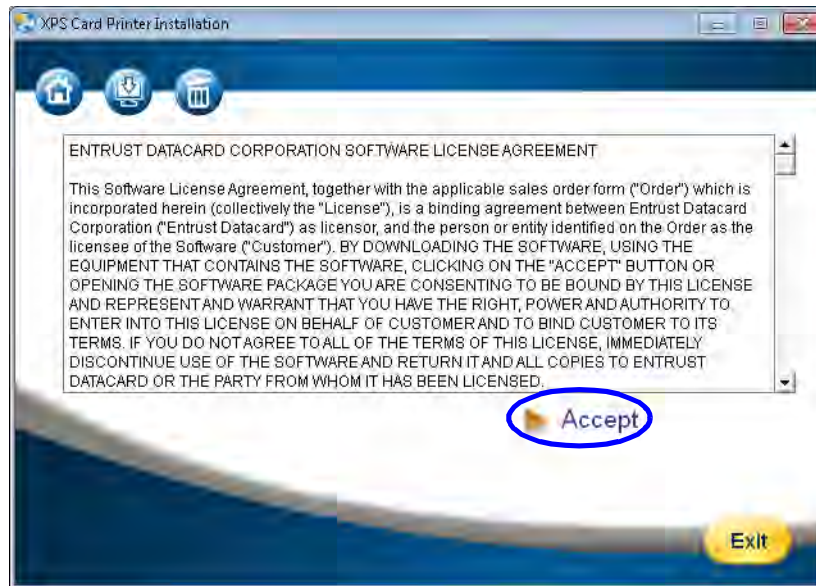 XPS Card Printer Installation
ENTRUST DATACARD CORPORATION SOFTWARE LICENSE AGREEMENT
This Software License Agreement, together with the applicable sales order form ("Order") which is
incorporated herein (collectively the "License"), is a binding agreement between Entrust Datacard
Corporation ("Entrust Datacard") as licensor, and the person or entity identified on the Order as the
licensee of the Software ("Customer"). BY DOWNLOADING THE SOFTWARE, USING THE
EQUIPMENT THAT CONTAINS THE SOFTWARE, CLICKING ON THE "ACCEPT" BUTTON OR
OPENING THE SOFTWARE PACKAGE YOU ARE CONSENTING TO BE BOUND BY THIS LICENSE
AND REPRESENT AND WARRANT THAT YOU HAVE THE RIGHT, POWER AND AUTHORITY TO
ENTER INTO THIS LICENSE ON BEHALF OF CUSTOMER AND TO BIND CUSTOMER TO ITS
TERMS. IF YOU DO NOT AGREE TO ALL OF THE TERMS OF THIS LICENSE, IMMEDIATELY
DISCONTINUE USE OF THE SOFTWARE AND RETURN IT AND ALL COPIES TO ENTRUST
DATACARD OR THE PARTY FROM WHOM IT HAS BEEN LICENSED.
Accept
Exit